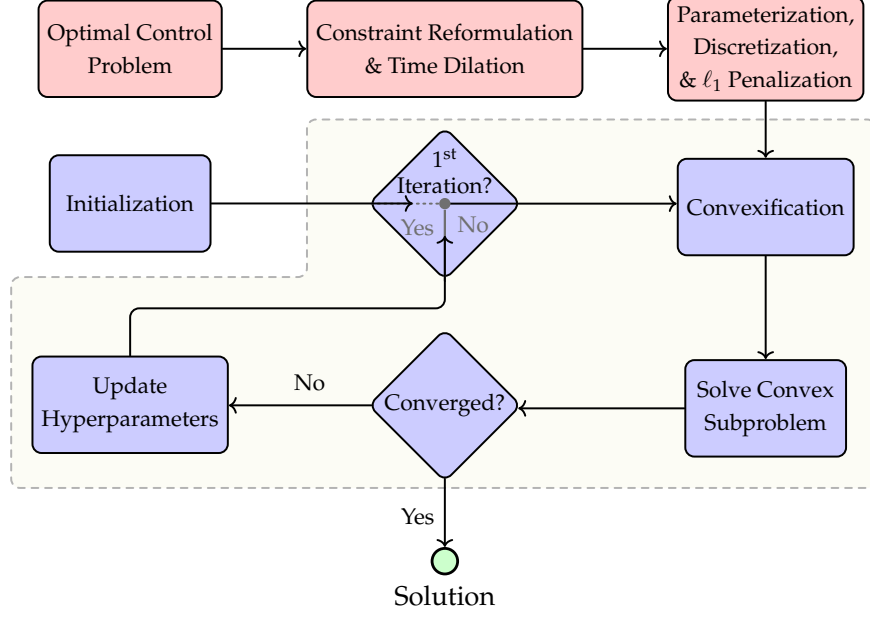 Optimal Control
Problem
Constraint Reformulation
& Time Dilation
Parameterization,
Discretization,
& ℓ₁ Penalization
Initialization
1st
Iteration?
Yes
No
Convexification
Update
Hyperparameters
No
Converged?
Solve Convex
Subproblem
Yes
Solution